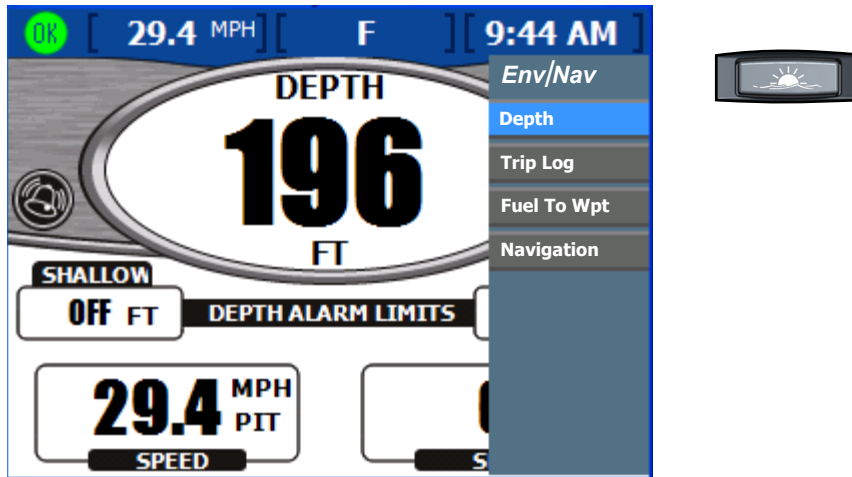 OK 29.4 MPH F 9:44 AM
Env/Nav
Depth
Trip Log
Fuel To Wpt
Navigation
DEPTH
196
FT
SHALLOW
OFF FT DEPTH ALARM LIMITS
29.4 MPH
PIT
SPEED
S